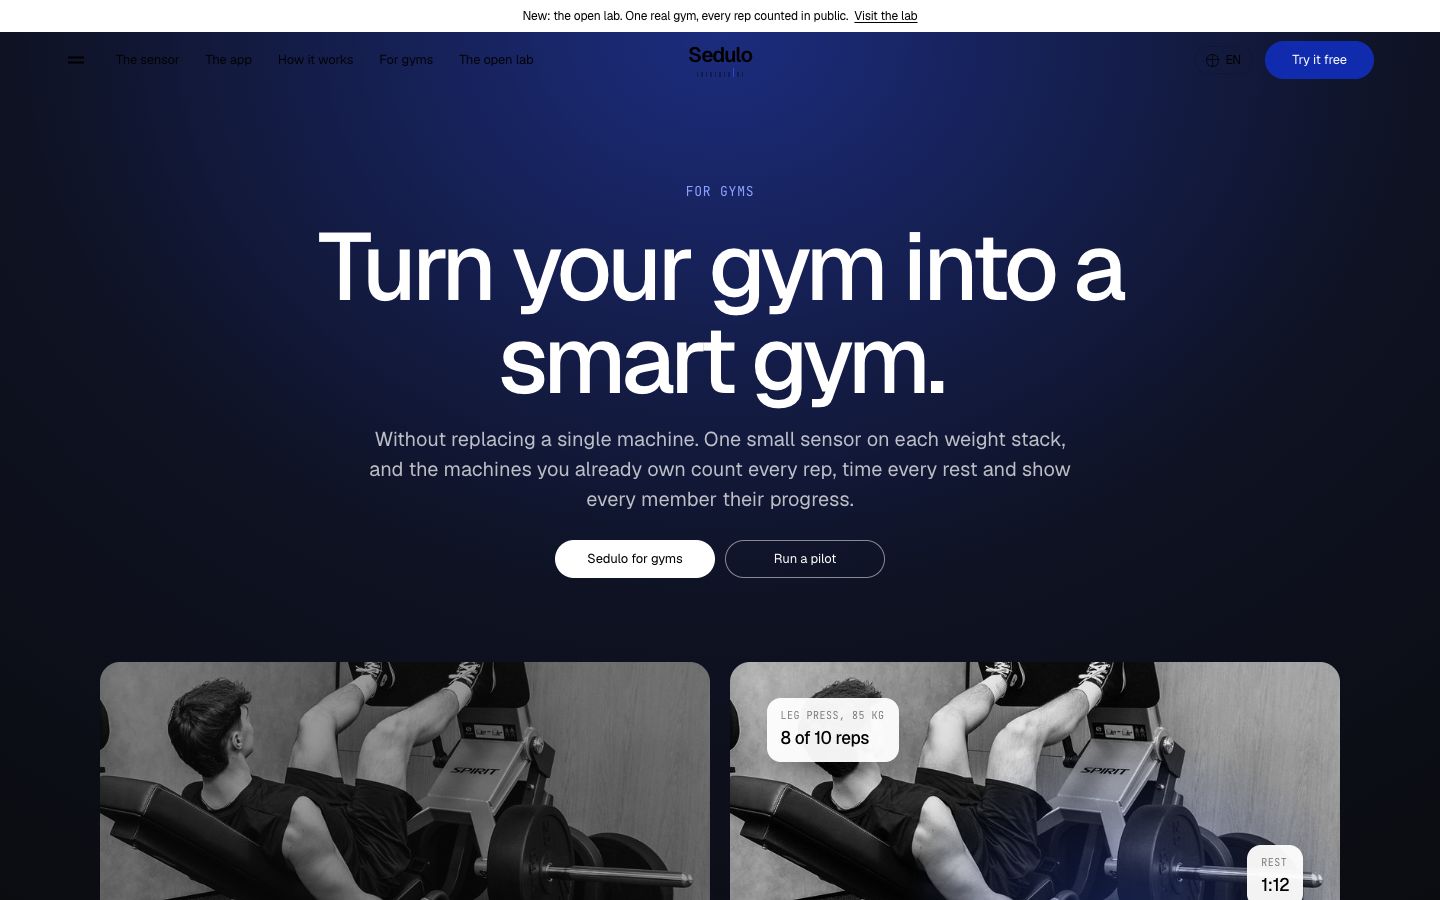 New: the open lab. One real gym, every rep counted in public. Visit the lab
The sensor
The app
How it works
For gyms
The open lab
Sedulo
EN
Try it free
FOR GYMS
Turn your gym into a
smart gym.
Without replacing a single machine. One small sensor on each weight stack,
and the machines you already own count every rep, time every rest and show
every member their progress.
Sedulo for gyms
Run a pilot
SPIRIT
LEG PRESS, 85 KG
8 of 10 reps
SPIRIT
REST
1:12